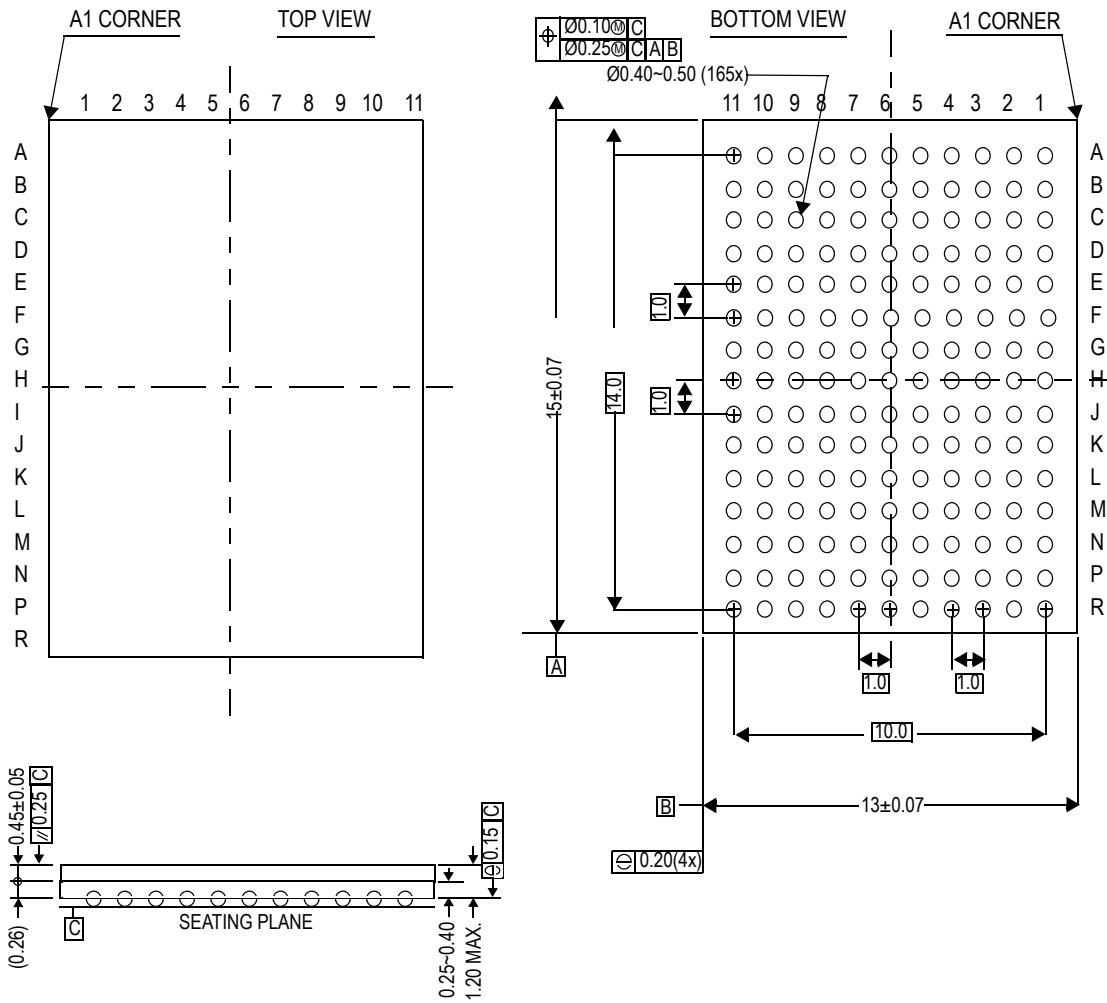 A1 CORNER
TOP VIEW
BOTTOM VIEW
A1 CORNER
⌖ Ø0.10Ⓜ C
Ø0.25Ⓜ C A B
Ø0.40~0.50 (165x)
1 2 3 4 5 6 7 8 9 10 11
11 10 9 8 7 6 5 4 3 2 1
A
B
C
D
E
F
G
H
I
J
K
L
M
N
P
R
A
B
C
D
E
F
G
H
J
K
L
M
N
P
R
15±0.07
14.0
1.0
1.0
A
1.0
1.0
10.0
B
13±0.07
0.20(4x)
0.45±0.05
// 0.25 C
(0.26)
C
SEATING PLANE
0.15 C
0.25~0.40
1.20 MAX.